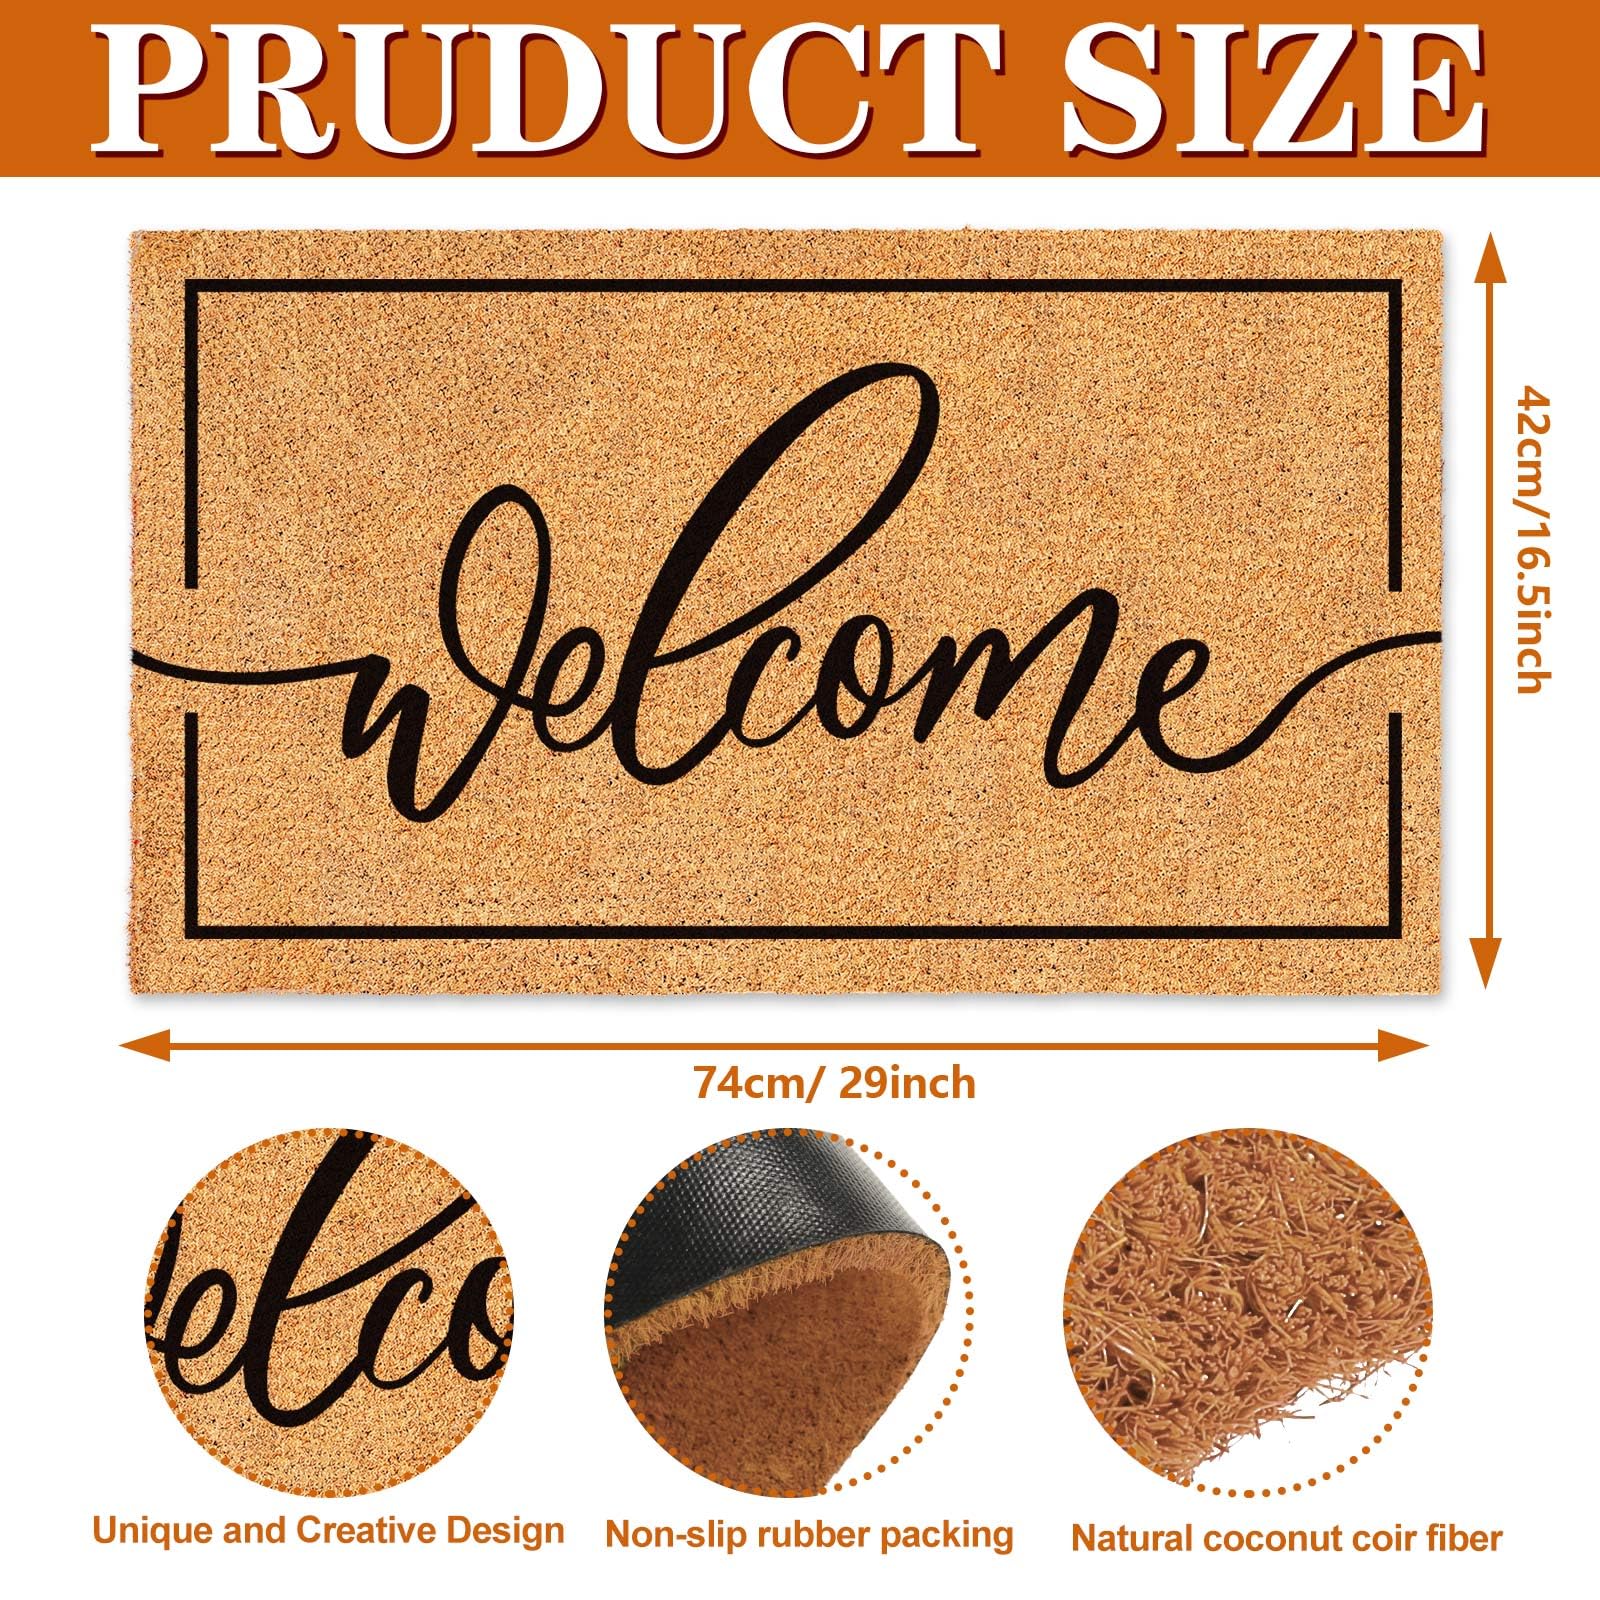 PRUDUCT SIZE
Welcome
42cm/16.5inch
74cm/ 29inch
elco
Unique and Creative Design
Non-slip rubber packing
Natural coconut coir fiber